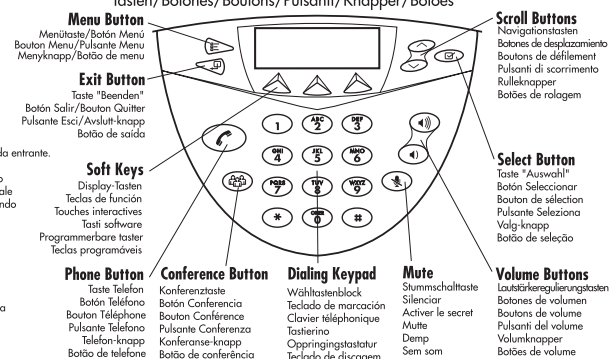 Tasten/Botones/Boutons/Pulsanti/Knapper/Botões
Menu Button
Menütaste/Botón Menú
Bouton Menu/Pulsante Menu
Menyknapp/Botão de menu
Exit Button
Taste "Beenden"
Botón Salir/Bouton Quitter
Pulsante Esci/Avslutt-knapp
Botão de saída
da entrante.
ale
ndo
Soft Keys
Display-Tasten
Teclas de función
Touches interactives
Tasti software
Programmerbare taster
Teclas programáveis
Scroll Buttons
Navigationstasten
Botones de desplazamiento
Boutons de défilement
Pulsanti di scorrimento
Rulleknapper
Botões de rolagem
Select Button
Taste "Auswahl"
Botón Seleccionar
Bouton de sélection
Pulsante Seleziona
Valg-knapp
Botão de seleção
1
ABC
2
DEF
3
GHI
4
JKL
5
MNO
6
PQRS
7
TUV
8
WXYZ
9
*
OPER
0
#
Phone Button
Taste Telefon
Botón Teléfono
Bouton Téléphone
Pulsante Telefono
Telefon-knapp
Botão de telefone
Conference Button
Konferenztaste
Botón Conferencia
Bouton Conférence
Pulsante Conferenza
Konferanse-knapp
Botão de conferência
Dialing Keypad
Wähltastenblock
Teclado de marcación
Clavier téléphonique
Tastierino
Oppringingstastatur
Teclado de discagem
Mute
Stummschalttaste
Silenciar
Activer le secret
Mutte
Demp
Sem som
Volume Buttons
Lautstärkeregulierungstasten
Botones de volumen
Boutons de volume
Pulsanti del volume
Volumknapper
Botões de volume